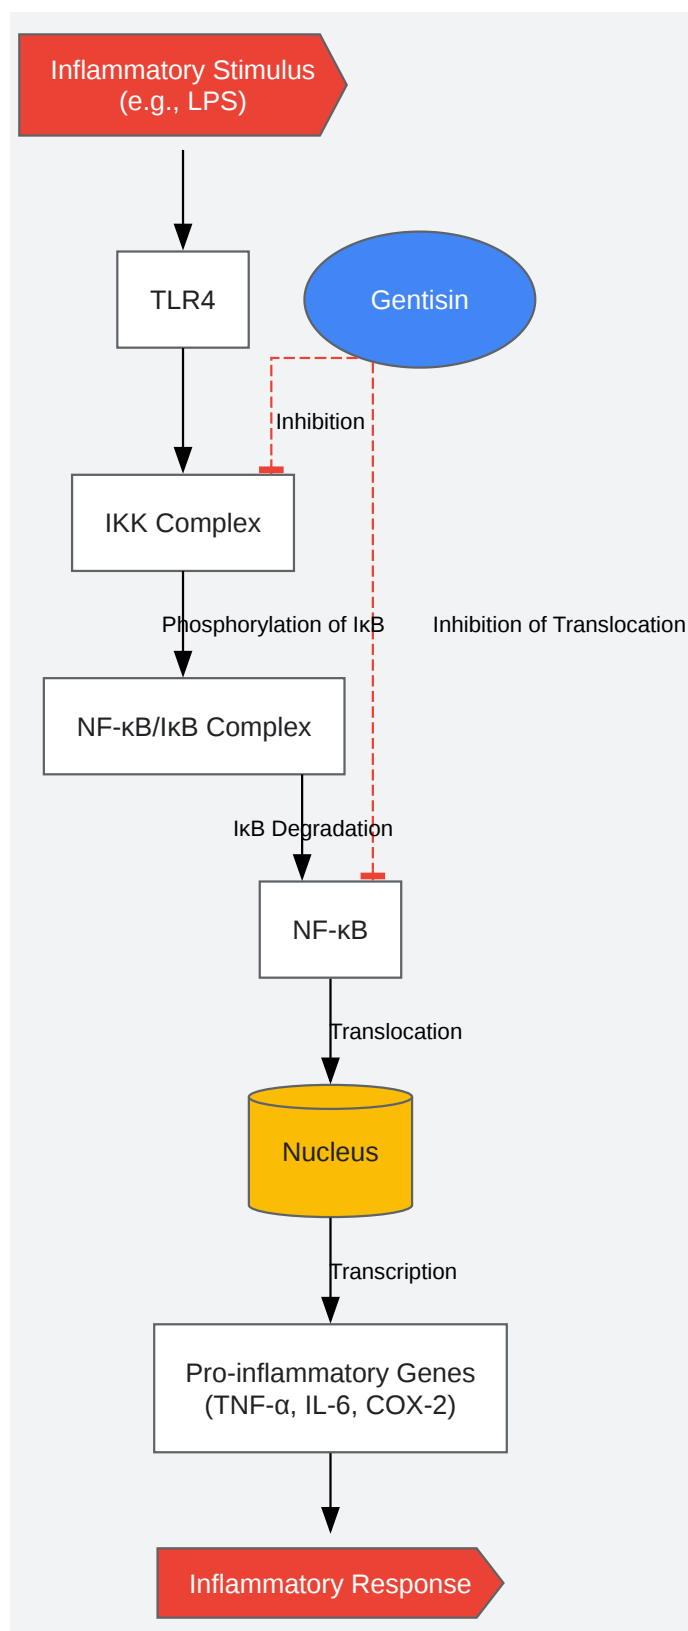 Inflammatory Stimulus
(e.g., LPS)
TLR4
Gentisin
Inhibition
IKK Complex
Phosphorylation of IκB
Inhibition of Translocation
NF-κB/IκB Complex
IκB Degradation
NF-κB
Translocation
Nucleus
Transcription
Pro-inflammatory Genes
(TNF-α, IL-6, COX-2)
Inflammatory Response